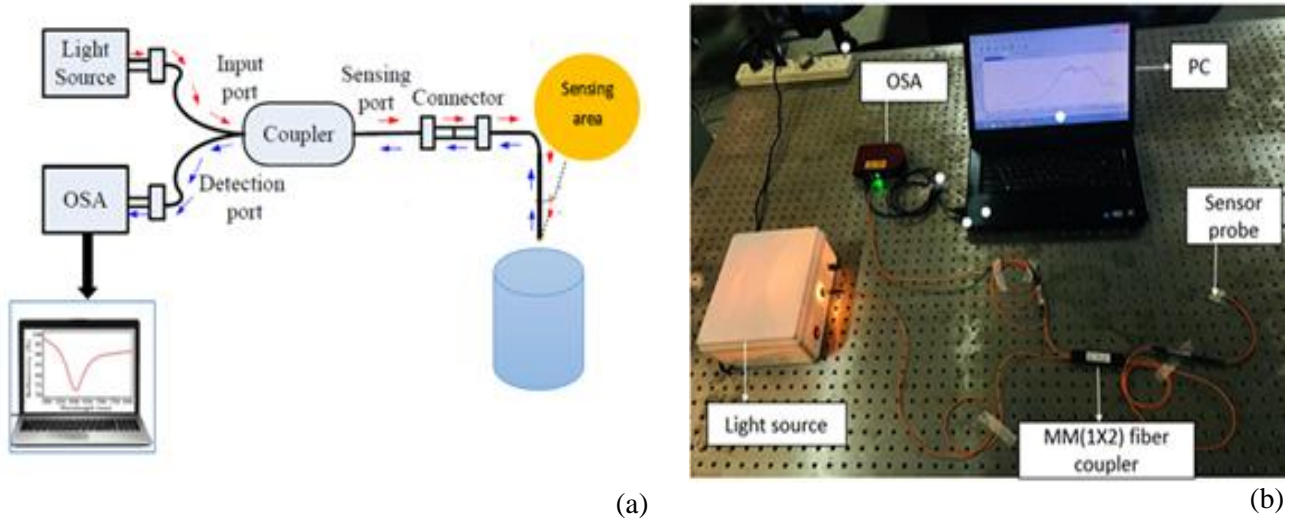 Light
Source
Input
port
Sensing
port
Connector
Sensing
area
Coupler
OSA
Detection
port
(a)
OSA
PC
Sensor
probe
Light source
MM(1X2) fiber
coupler
(b)